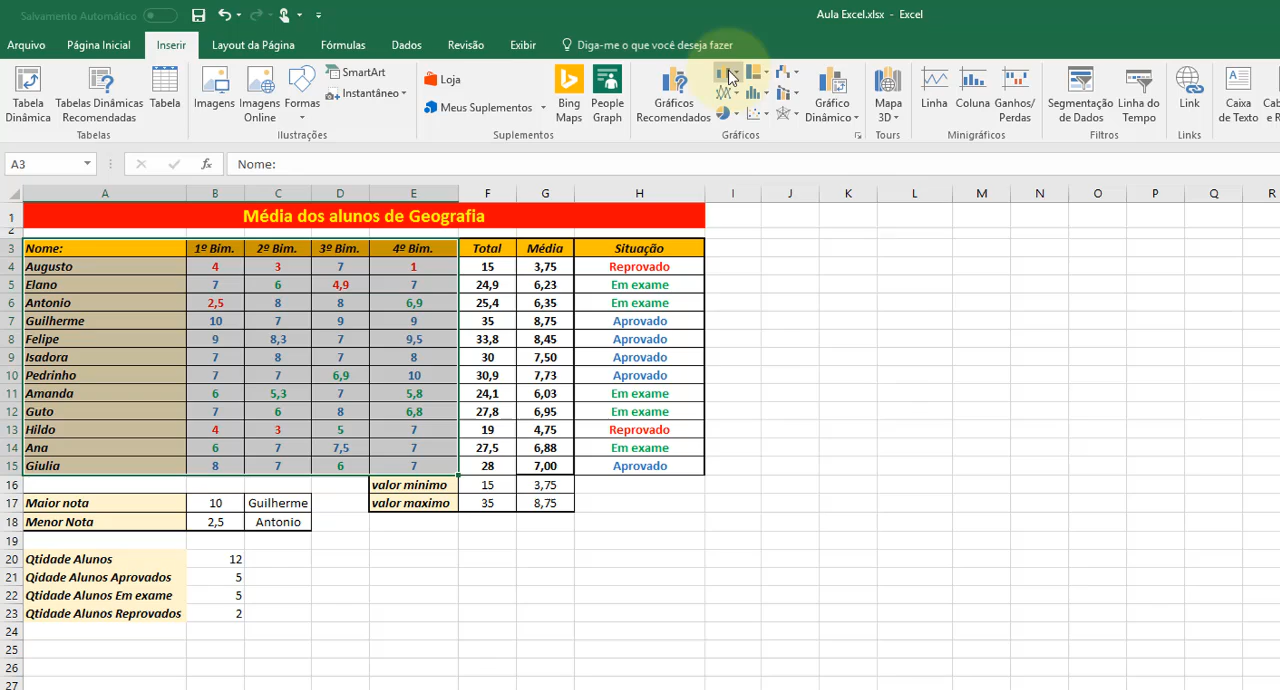 Salvamento Automático
Aula Excel.xlsx - Excel
Arquivo Página Inicial Inserir Layout da Página Fórmulas Dados Revisão Exibir Diga-me o que você deseja fazer
Tabela Dinâmica Tabelas Dinâmicas Recomendadas Tabela
Tabelas
Imagens Imagens Online Formas SmartArt Instantâneo
Ilustrações
Loja Meus Suplementos Bing Maps People Graph
Suplementos
Gráficos Recomendados Gráfico Dinâmico
Gráficos
Mapa 3D
Tours
Linha Coluna Ganhos/ Perdas
Minigráficos
Segmentação de Dados Linha do Tempo
Filtros
Link
Links
Caixa de Texto
A3 fx Nome:
A B C D E F G H I J K L M N O P Q R
1 Média dos alunos de Geografia
2
3 Nome: 1º Bim. 2º Bim. 3º Bim. 4º Bim. Total Média Situação
4 Augusto 4 3 7 1 15 3,75 Reprovado
5 Elano 7 6 4,9 7 24,9 6,23 Em exame
6 Antonio 2,5 8 8 6,9 25,4 6,35 Em exame
7 Guilherme 10 7 9 9 35 8,75 Aprovado
8 Felipe 9 8,3 7 9,5 33,8 8,45 Aprovado
9 Isadora 7 8 7 8 30 7,50 Aprovado
10 Pedrinho 7 7 6,9 10 30,9 7,73 Aprovado
11 Amanda 6 5,3 7 5,8 24,1 6,03 Em exame
12 Guto 7 6 8 6,8 27,8 6,95 Em exame
13 Hildo 4 3 5 7 19 4,75 Reprovado
14 Ana 6 7 7,5 7 27,5 6,88 Em exame
15 Giulia 8 7 6 7 28 7,00 Aprovado
16 valor minimo 15 3,75
17 Maior nota 10 Guilherme valor maximo 35 8,75
18 Menor Nota 2,5 Antonio
19
20 Qtidade Alunos 12
21 Qidade Alunos Aprovados 5
22 Qtidade Alunos Em exame 5
23 Qtidade Alunos Reprovados 2
24
25
26
27